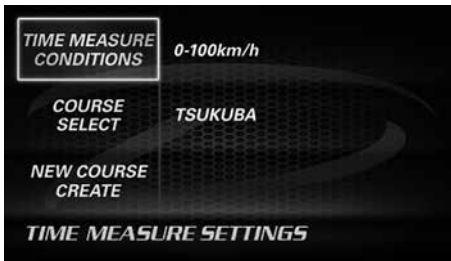 TIME MEASURE
CONDITIONS
0-100km/h
COURSE
SELECT
TSUKUBA
NEW COURSE
CREATE
TIME MEASURE SETTINGS